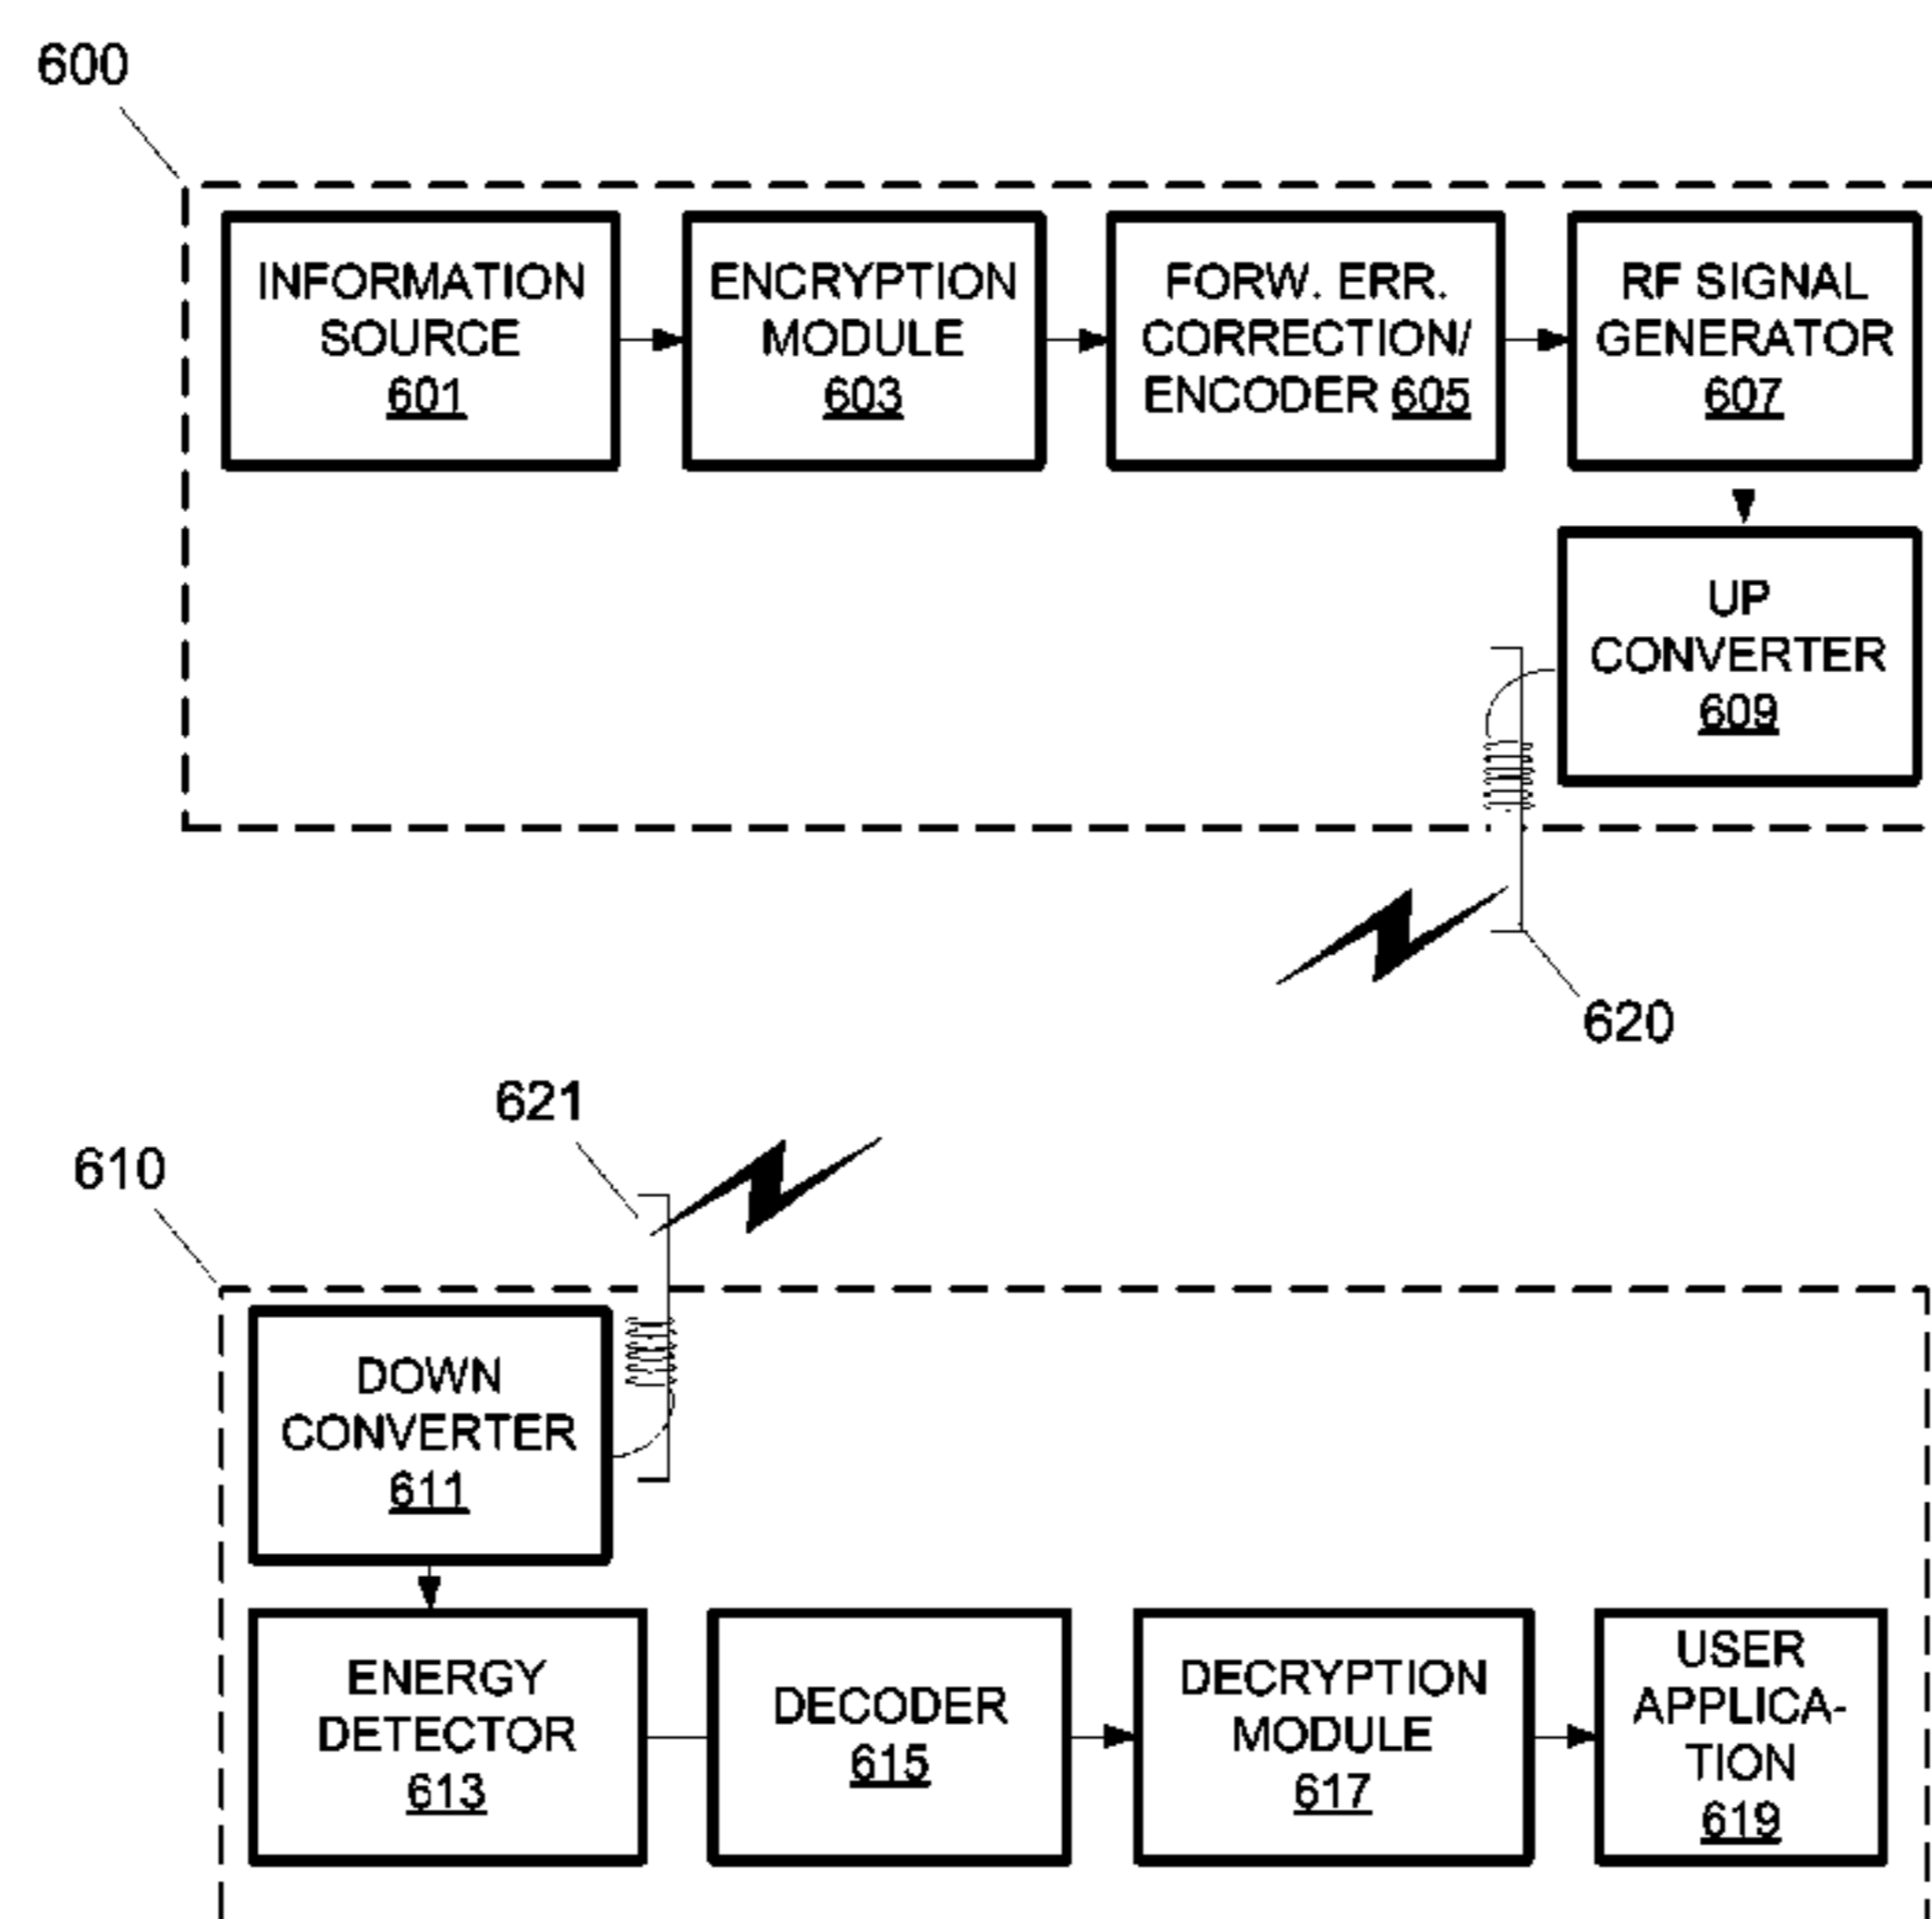 600
INFORMATION
SOURCE
601
ENCRYPTION
MODULE
603
FORW. ERR.
CORRECTION/
ENCODER 605
RF SIGNAL
GENERATOR
607
UP
CONVERTER
609
620
621
610
DOWN
CONVERTER
611
ENERGY
DETECTOR
613
DECODER
615
DECRYPTION
MODULE
617
USER
APPLICA-
TION
619